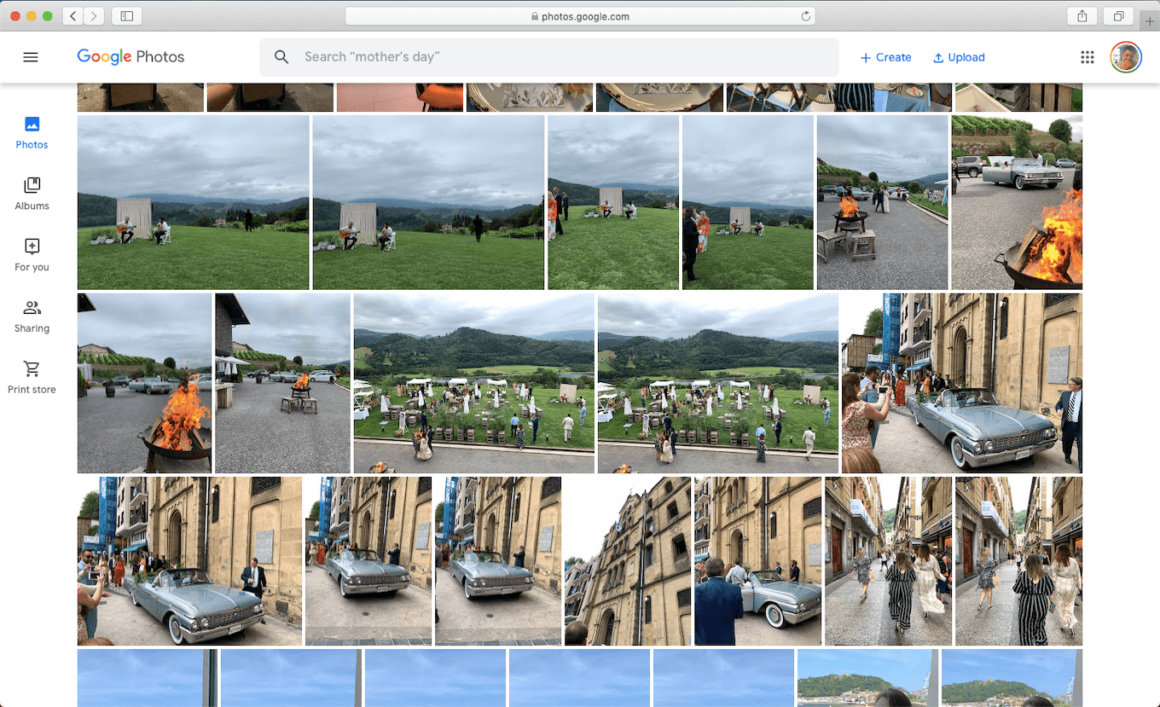 photos.google.com
Google Photos
Search “mother's day”
Create
Upload
Photos
Albums
For you
Sharing
Print store